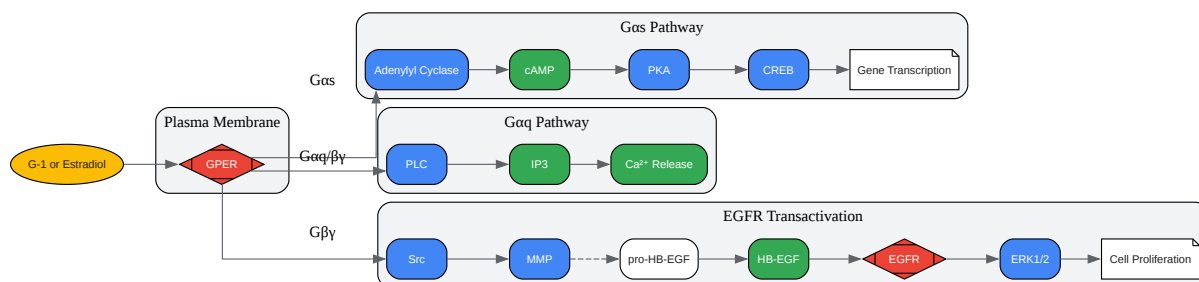 Gαs Pathway
Adenylyl Cyclase
cAMP
PKA
CREB
Gene Transcription
Gαs
Plasma Membrane
Gαq Pathway
G-1 or Estradiol
GPER
Gαq/βγ
PLC
IP3
Ca²⁺ Release
EGFR Transactivation
Gβγ
Src
MMP
pro-HB-EGF
HB-EGF
EGFR
ERK1/2
Cell Proliferation